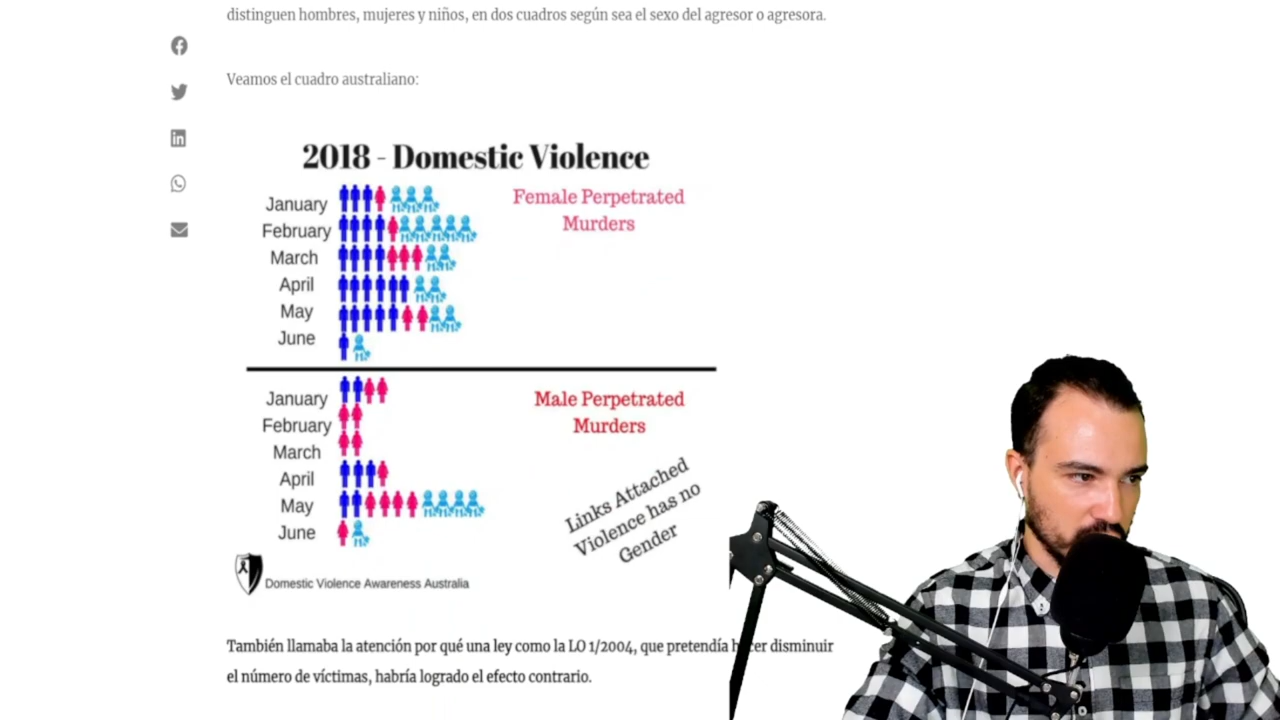 distinguen hombres, mujeres y niños, en dos cuadros según sea el sexo del agresor o agresora.
Veamos el cuadro australiano:
2018 - Domestic Violence
January
February
March
April
May
June
Female Perpetrated
Murders
January
February
March
April
May
June
Male Perpetrated
Murders
Links Attached
Violence has no
Gender
Domestic Violence Awareness Australia
También llamaba la atención por qué una ley como la LO 1/2004, que pretendía disminuir
el número de víctimas, habría logrado el efecto contrario.